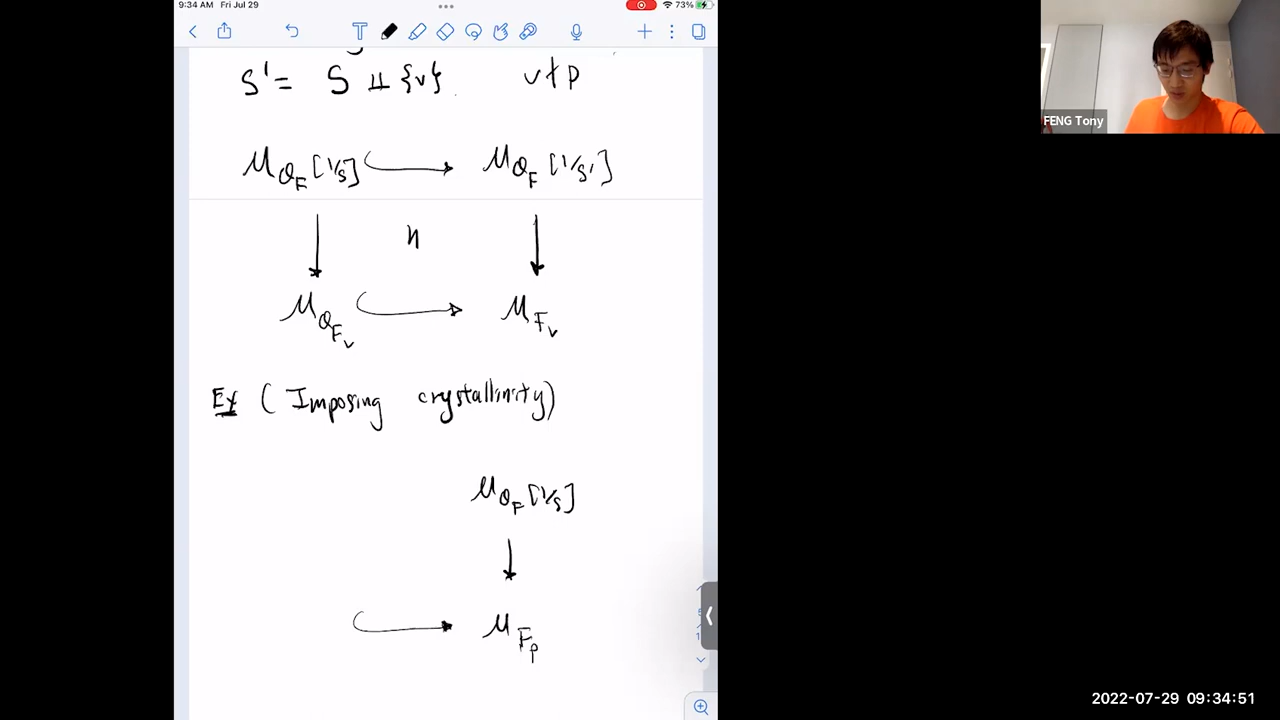 9:34 AM Fri Jul 29
73%
S' = S ⊔ {v} v∤p
M_{O_F}[1/S] ↪ M_{O_F}[1/S']
M_{O_{F_v}} ↪ M_{F_v}
Ex (Imposing crystallinity)
M_{O_F}[1/S]
↪ M_{F_p}
FENG Tony
2022-07-29 09:34:51